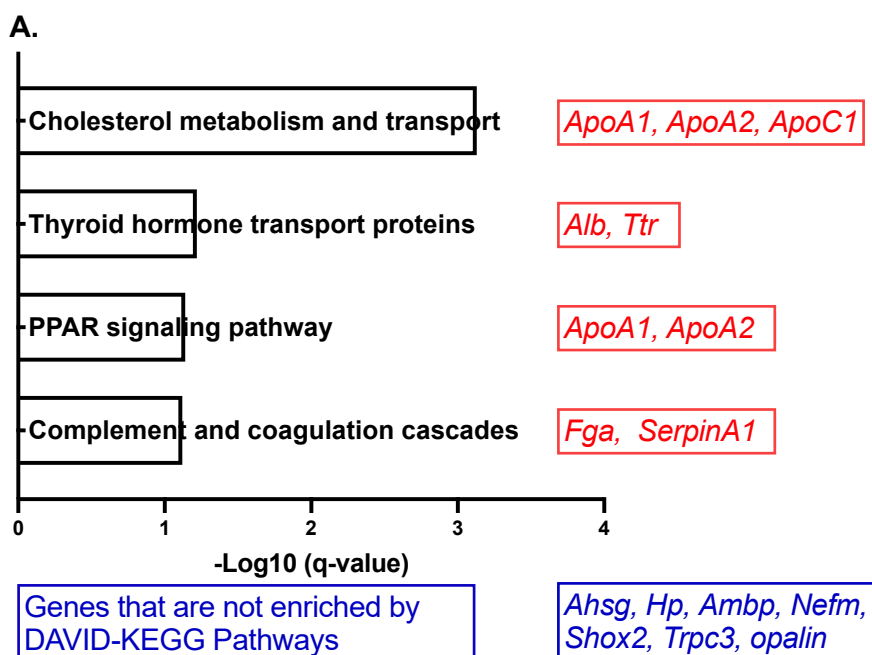 A.
Cholesterol metabolism and transport
ApoA1, ApoA2, ApoC1
Thyroid hormone transport proteins
Alb, Ttr
PPAR signaling pathway
ApoA1, ApoA2
Complement and coagulation cascades
Fga, SerpinA1
0 1 2 3 4
-Log10 (q-value)
Genes that are not enriched by
DAVID-KEGG Pathways
Ahsg, Hp, Ambp, Nefm,
Shox2, Trpc3, opalin